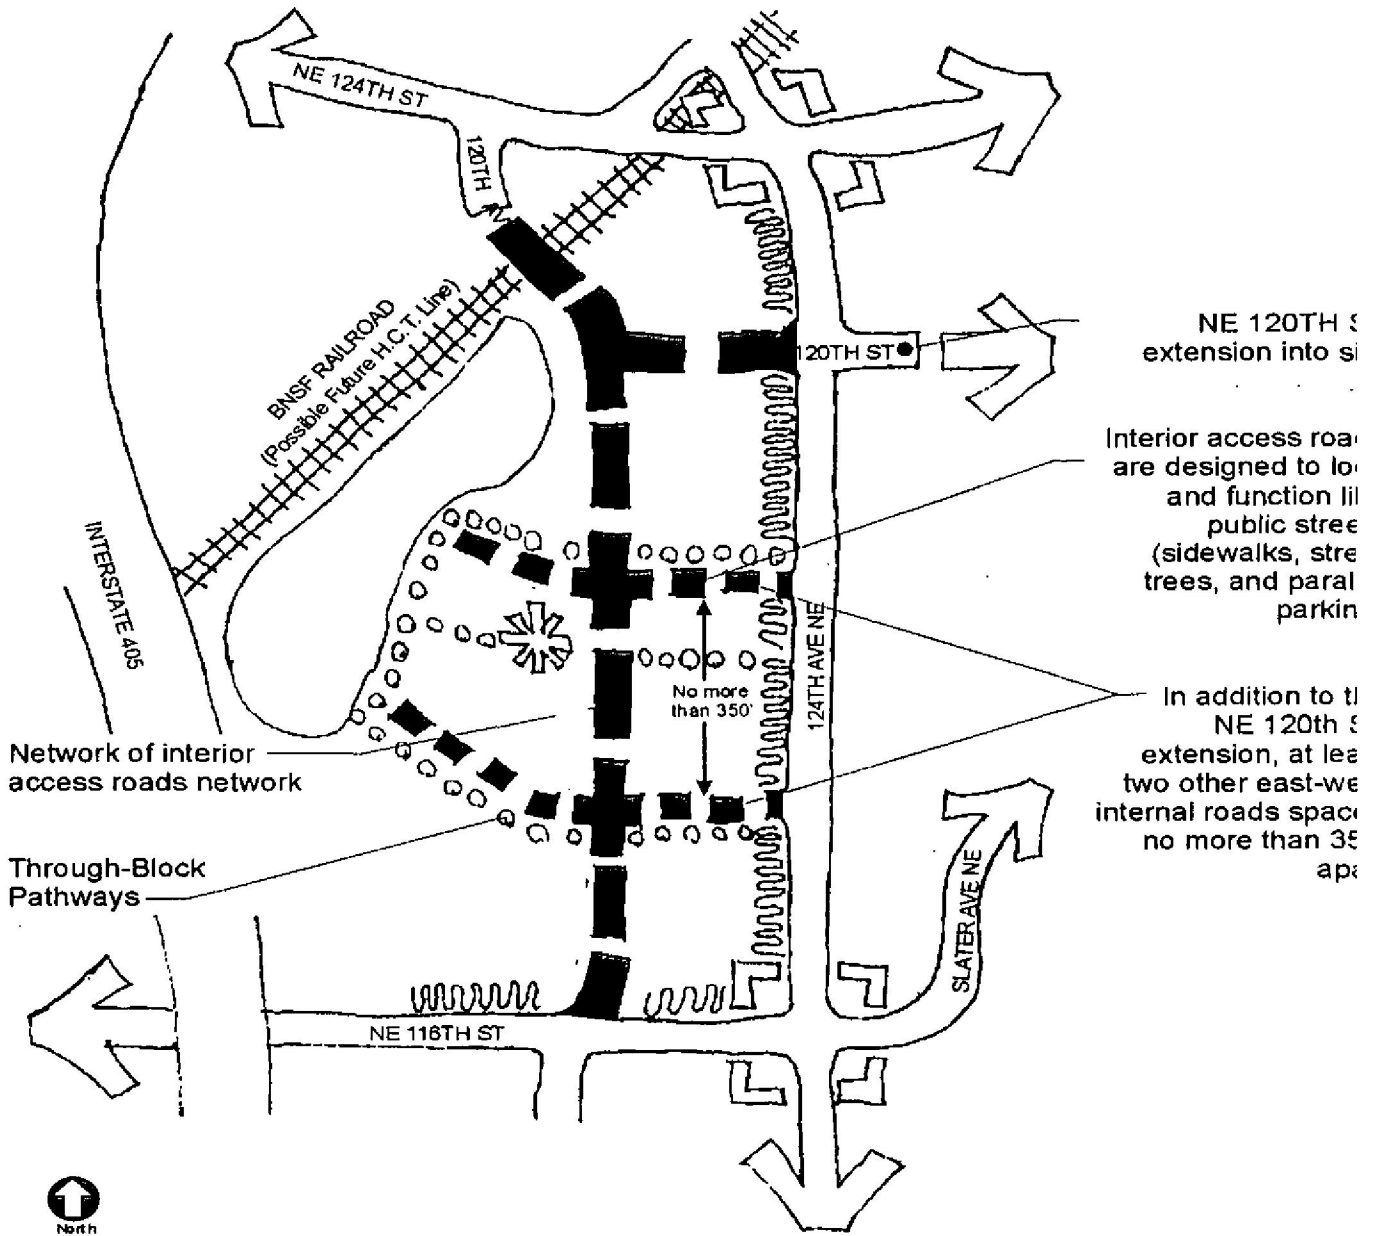 NE 124TH ST
120TH
BNSF RAILROAD
(Possible Future H.C.T. Line)
120TH ST
NE 120TH S
extension into si
Interior access roa
are designed to lo
and function li
public stree
(sidewalks, stre
trees, and paral
parkin
INTERSTATE 405
No more
than 350'
124TH AVE NE
In addition to t
NE 120th S
extension, at lea
two other east-we
internal roads space
no more than 35
apa
Network of interior
access roads network
Through-Block
Pathways
SLATER AVE NE
NE 116TH ST
North